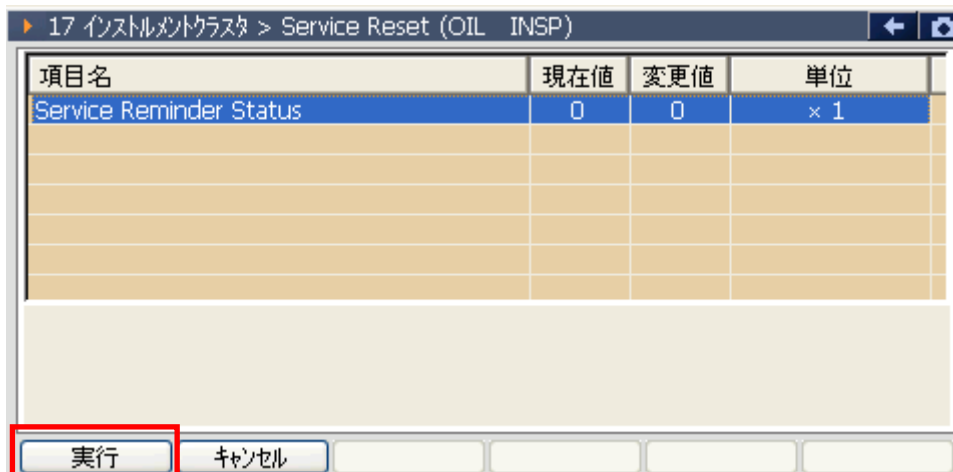 17 インストルメントクラスタ > Service Reset (OIL INSP)
項目名 現在値 変更値 単位
Service Reminder Status 0 0 × 1
実行 キャンセル